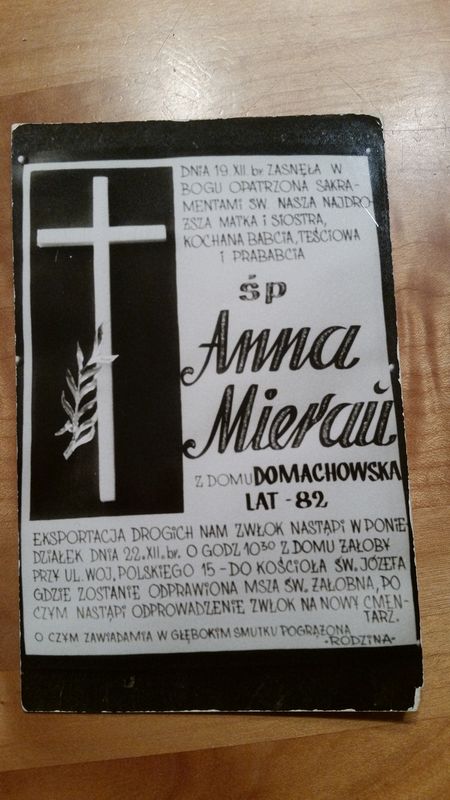 DNIA 19 XII. br. ZASNĘŁA W
BOGU OPATRZONA SAKRA-
MENTAMI ŚW. NASZA NAJDRO-
ŻSZA MATKA i SIOSTRA,
KOCHANA BABCIA, TEŚCIOWA
i PRABABCIA
śp
Anna
Mierau
Z DOMU DOMACHOWSKA
LAT - 82
EKSPORTACJA DROGICH NAM ZWŁOK NASTĄPI W PONIE
DZIAŁEK DNIA 22.XII.br. O GODZ 10³⁰ Z DOMU ŻAŁOBY
PRZY UL. WOJ. POLSKIEGO 15 - DO KOŚCIOŁA ŚW. JÓZEFA
GDZIE ZOSTANIE ODPRAWIONA MSZA ŚW. ŻAŁOBNA, PO
CZYM NASTĄPI ODPROWADZENIE ZWŁOK NA NOWY CMEN-
TARZ.
O CZYM ZAWIADAMIA W GŁĘBOKIM SMUTKU POGRĄŻONA
-RODZINA-